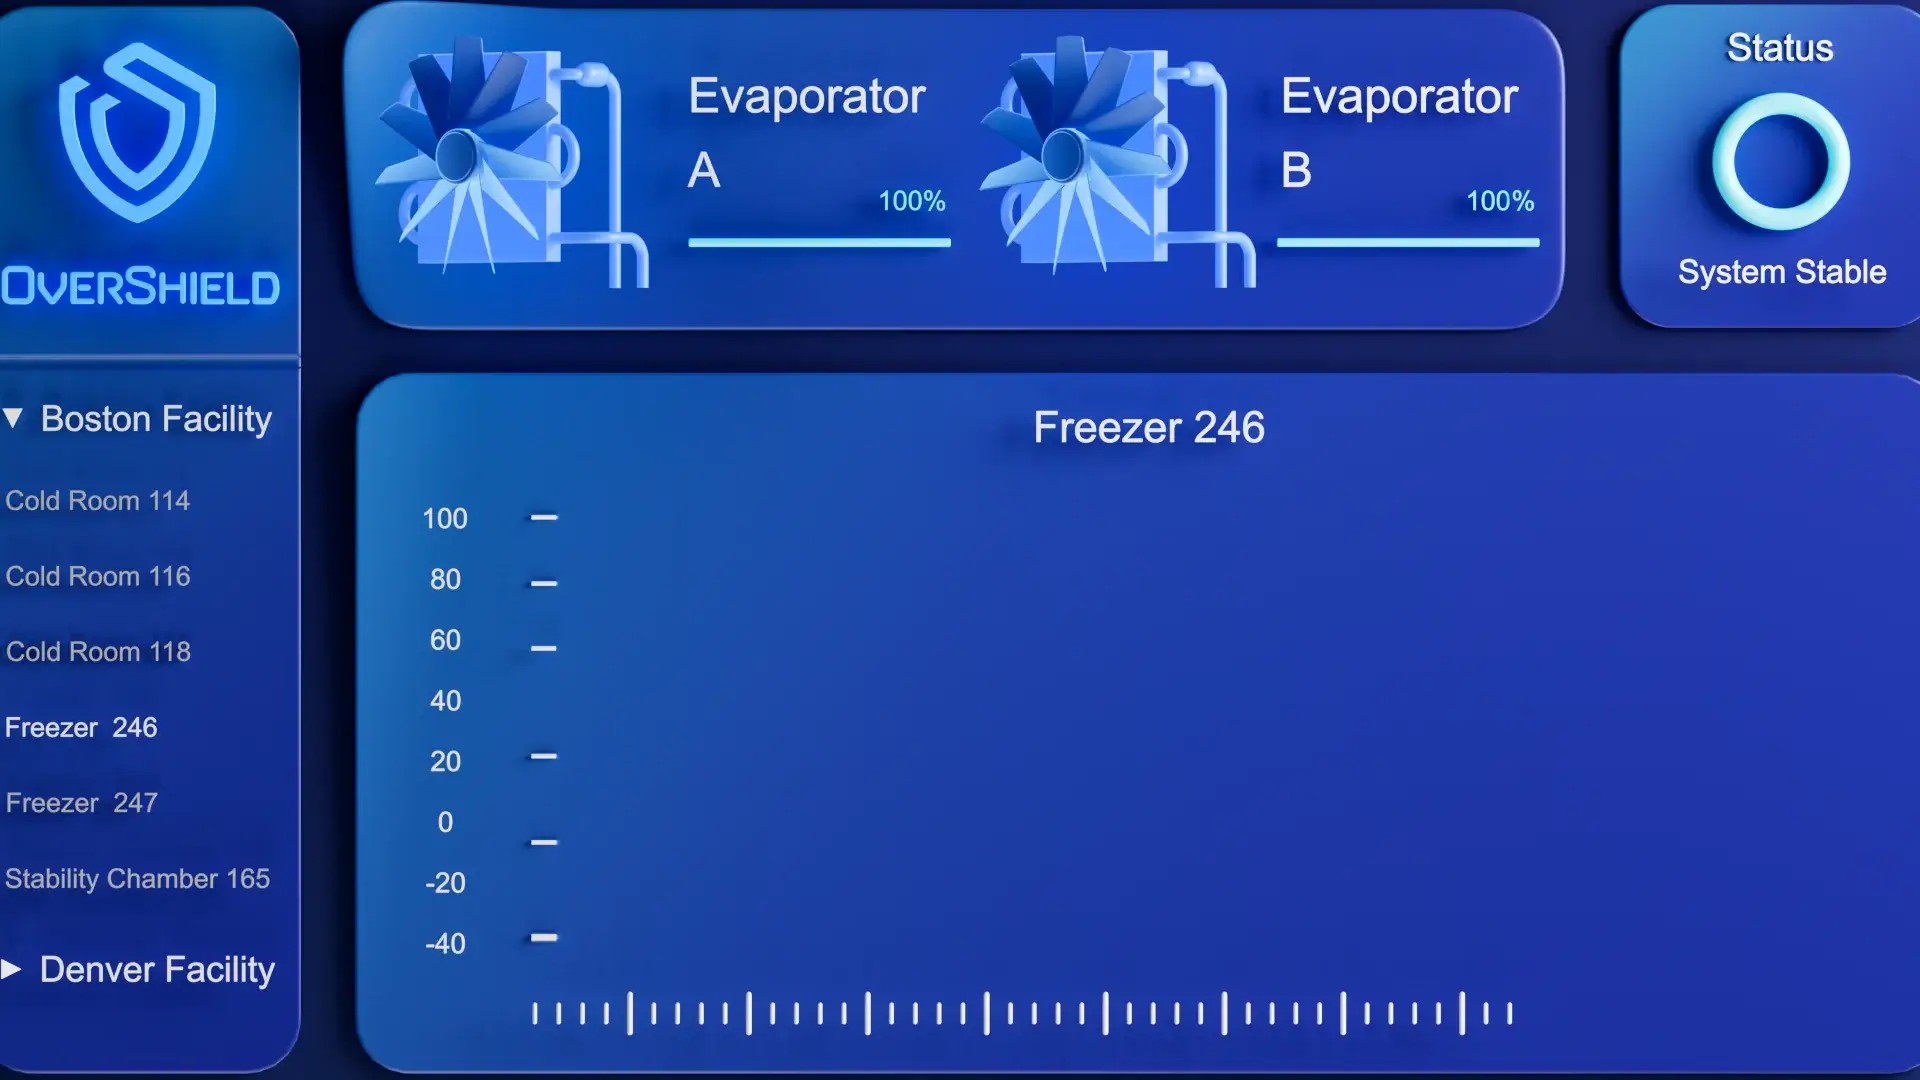 OVERSHIELD
Boston Facility
Cold Room 114
Cold Room 116
Cold Room 118
Freezer 246
Freezer 247
Stability Chamber 165
Denver Facility
Evaporator
A
100%
Evaporator
B
100%
Status
System Stable
Freezer 246
100
80
60
40
20
0
-20
-40